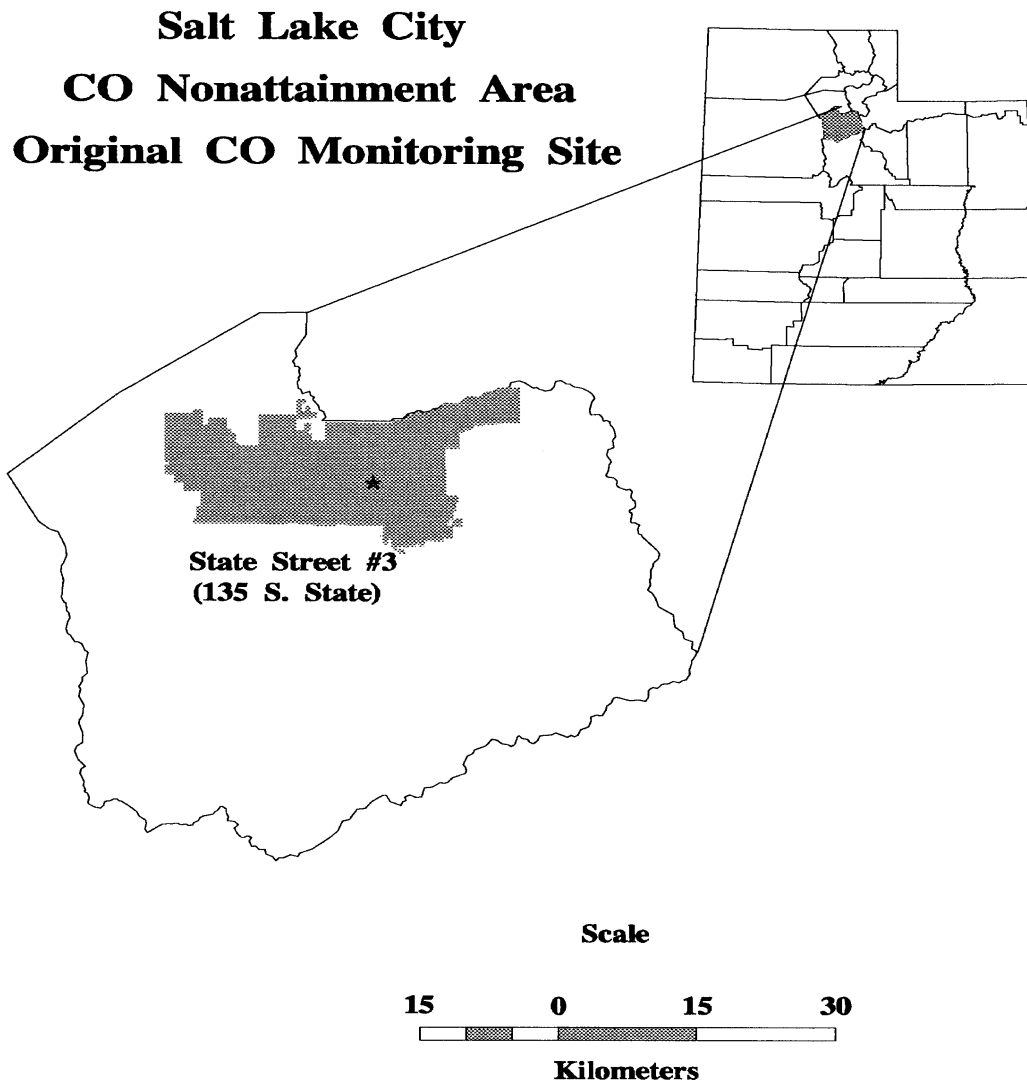 Salt Lake City
CO Nonattainment Area
Original CO Monitoring Site
State Street #3
(135 S. State)
Scale
15 0 15 30
Kilometers